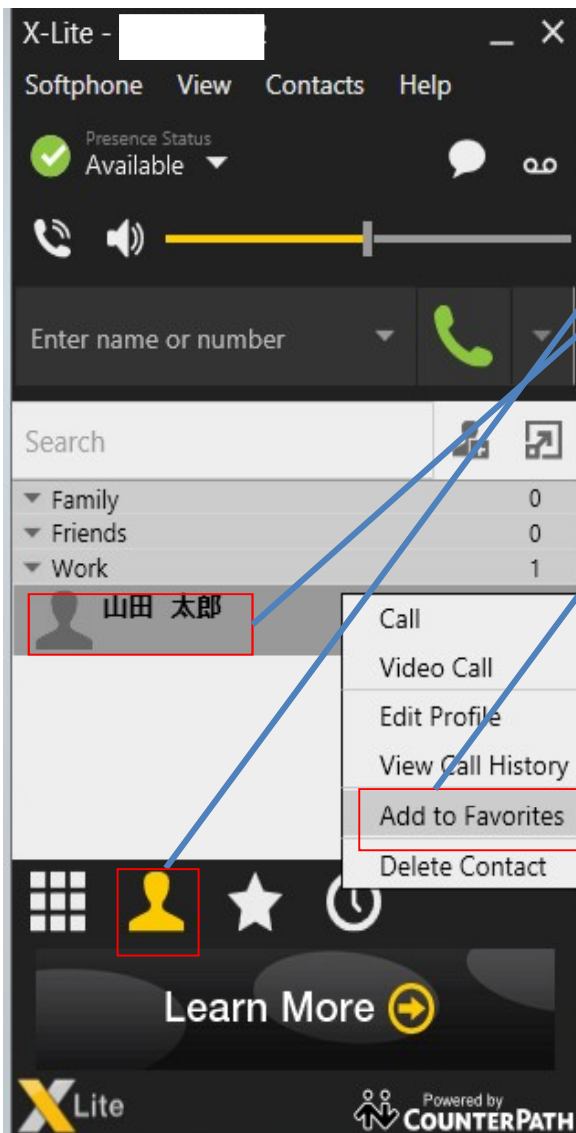 X-Lite -
Softphone View Contacts Help
Presence Status
Available
Enter name or number
Search
Family 0
Friends 0
Work 1
山田 太郎
Call
Video Call
Edit Profile
View Call History
Add to Favorites
Delete Contact
Learn More
X Lite
Powered by
COUNTERPATH